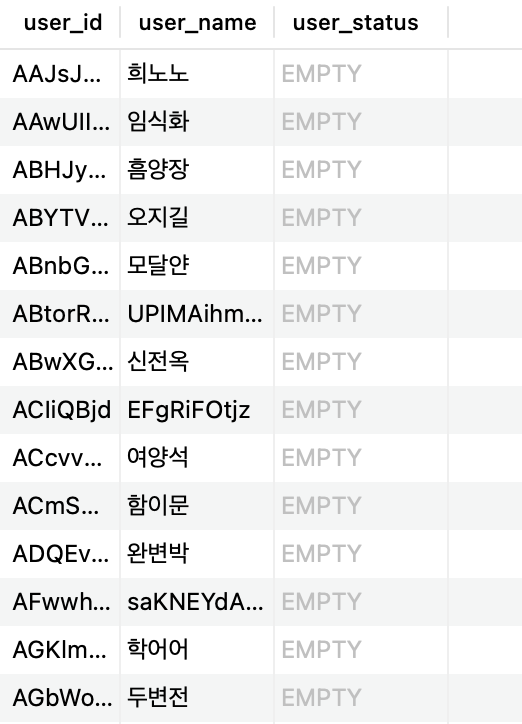 user_id user_name user_status
AAJsJ... 희노노 EMPTY
AAwUII... 임식화 EMPTY
ABHJy... 흠양장 EMPTY
ABYTV... 오지길 EMPTY
ABnbG... 모달얀 EMPTY
ABtorR... UPIMAihm... EMPTY
ABwXG... 신전옥 EMPTY
ACIiQBjd EFgRiFOtjz EMPTY
ACcvv... 여양석 EMPTY
ACmS... 함이문 EMPTY
ADQEv... 완변박 EMPTY
AFwwh... saKNEYdA... EMPTY
AGKlm... 학어어 EMPTY
AGbWo... 두변전 EMPTY